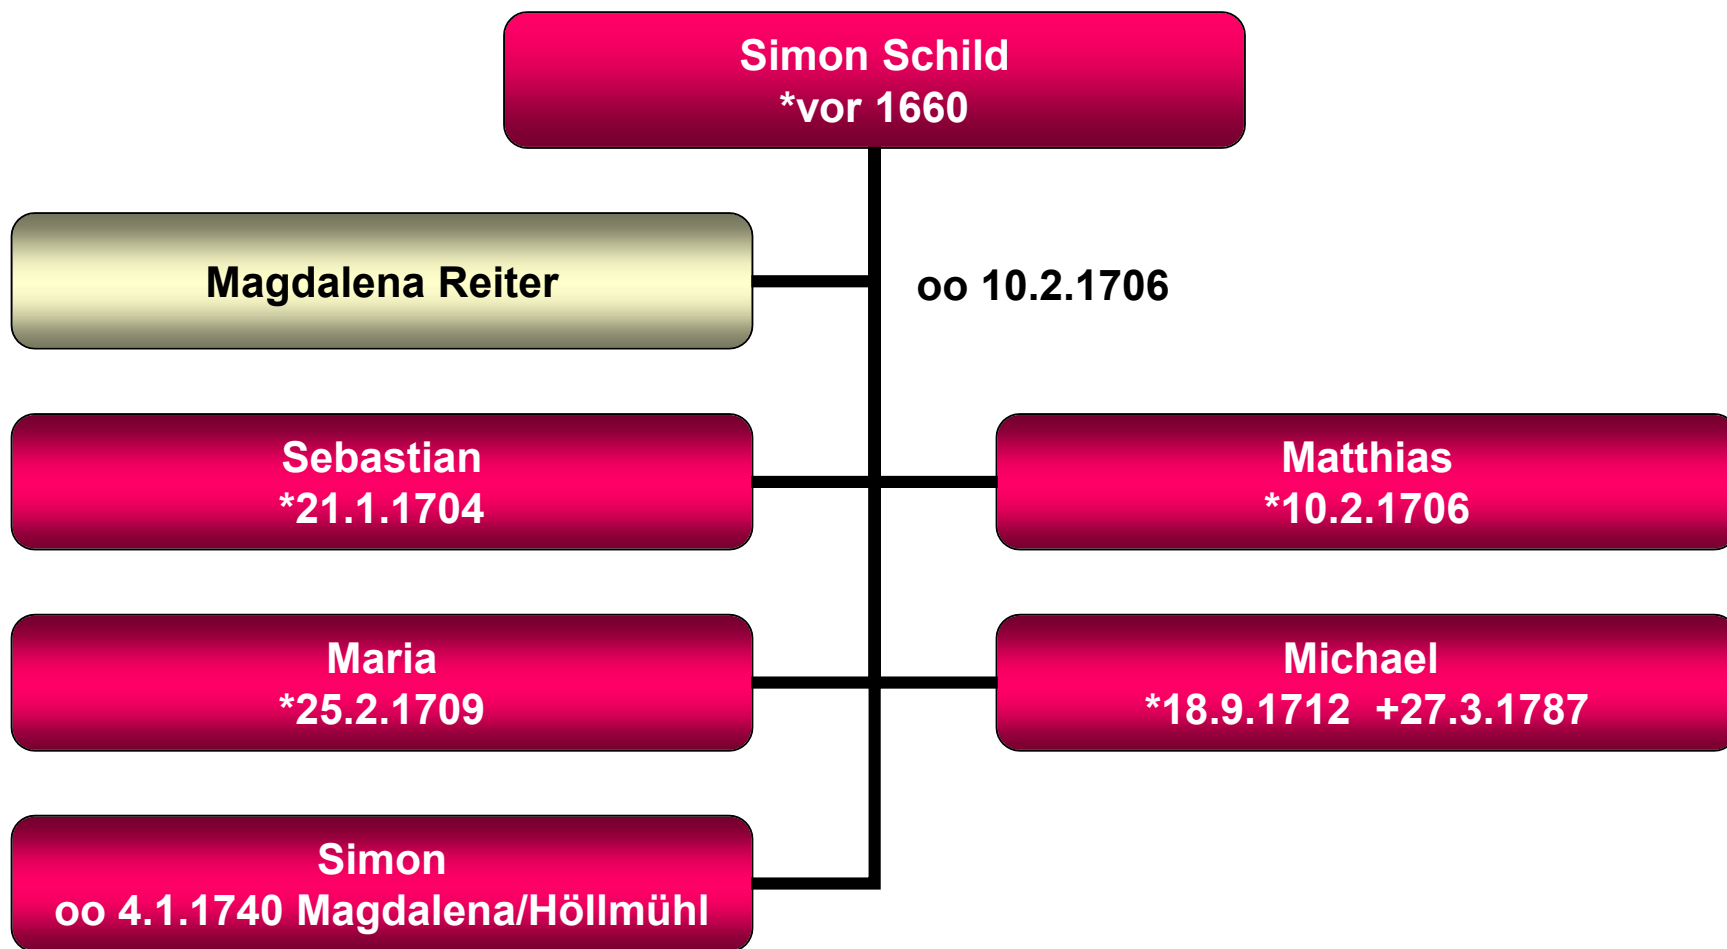 Simon Schild
*vor 1660
Magdalena Reiter
oo 10.2.1706
Sebastian
*21.1.1704
Matthias
*10.2.1706
Maria
*25.2.1709
Michael
*18.9.1712  +27.3.1787
Simon
oo 4.1.1740 Magdalena/Höllmühl